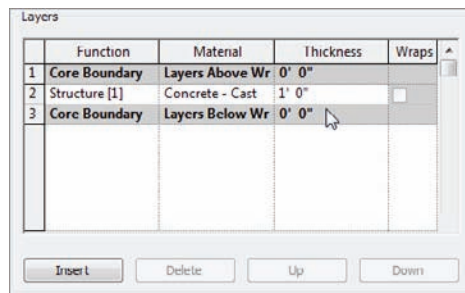 Layers
Function Material Thickness Wraps
1 Core Boundary Layers Above Wr 0' 0"
2 Structure [1] Concrete - Cast 1' 0"
3 Core Boundary Layers Below Wr 0' 0"
Insert Delete Up Down